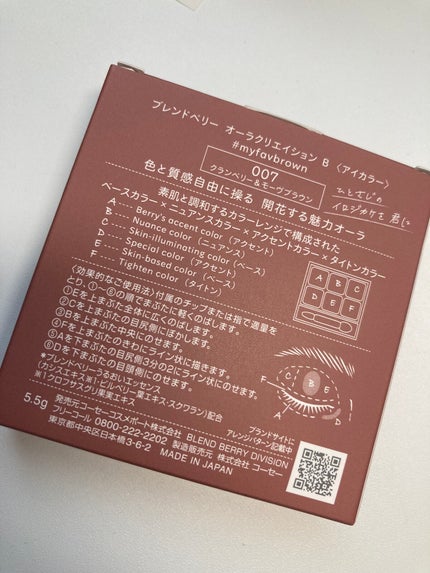 ブレンドベリー オーラクリエイション B 〈アイカラー〉
#myfavbrown
007
クランベリー&モーヴブラウン
ひとさじの
イロジカケを 君に
色と質感自由に操る 開花する魅力オーラ
素肌と調和するカラーレンジで構成された
ベースカラー×ニュアンスカラー×アクセントカラー×タイトンカラー
A ---- Berry's accent color (アクセント)
B ---- Nuance color (ニュアンス)
C ---- Skin-illuminating color (ベース)
D ---- Special color (アクセント)
E ---- Skin-based color (ベース)
F ---- Tighten color (タイトン)
A B C
D E F
〈効果的なご使用法〉付属のチップまたは指で適量を
とり、①〜⑥の順でまぶたに軽くのばします。
①Eを上まぶた全体に広くのばします。
②Cを上まぶたの目尻側にぼかします。
③Bを上まぶた中央にのせます。
④Fを上まぶたのきわにライン状に描きます。
⑤Aを下まぶたの目尻側3分の2にライン状にのせます。
⑥Dを下まぶたの目頭側にのせます。
*ブレンドベリーうるおいエッセンス
(カシスエキス※1・ビルベリー葉エキス・スクワラン)配合
※1クロフサスグリ果実エキス
F
C
B
E
A
D
ブランドサイトに
アレンジパターン記載中
5.5g
発売元コーセーコスメポート株式会社 BLEND BERRY DIVISION
フリーコール 0800-222-2202 製造販売元 株式会社 コーセー
東京都中央区日本橋3-6-2 MADE IN JAPAN